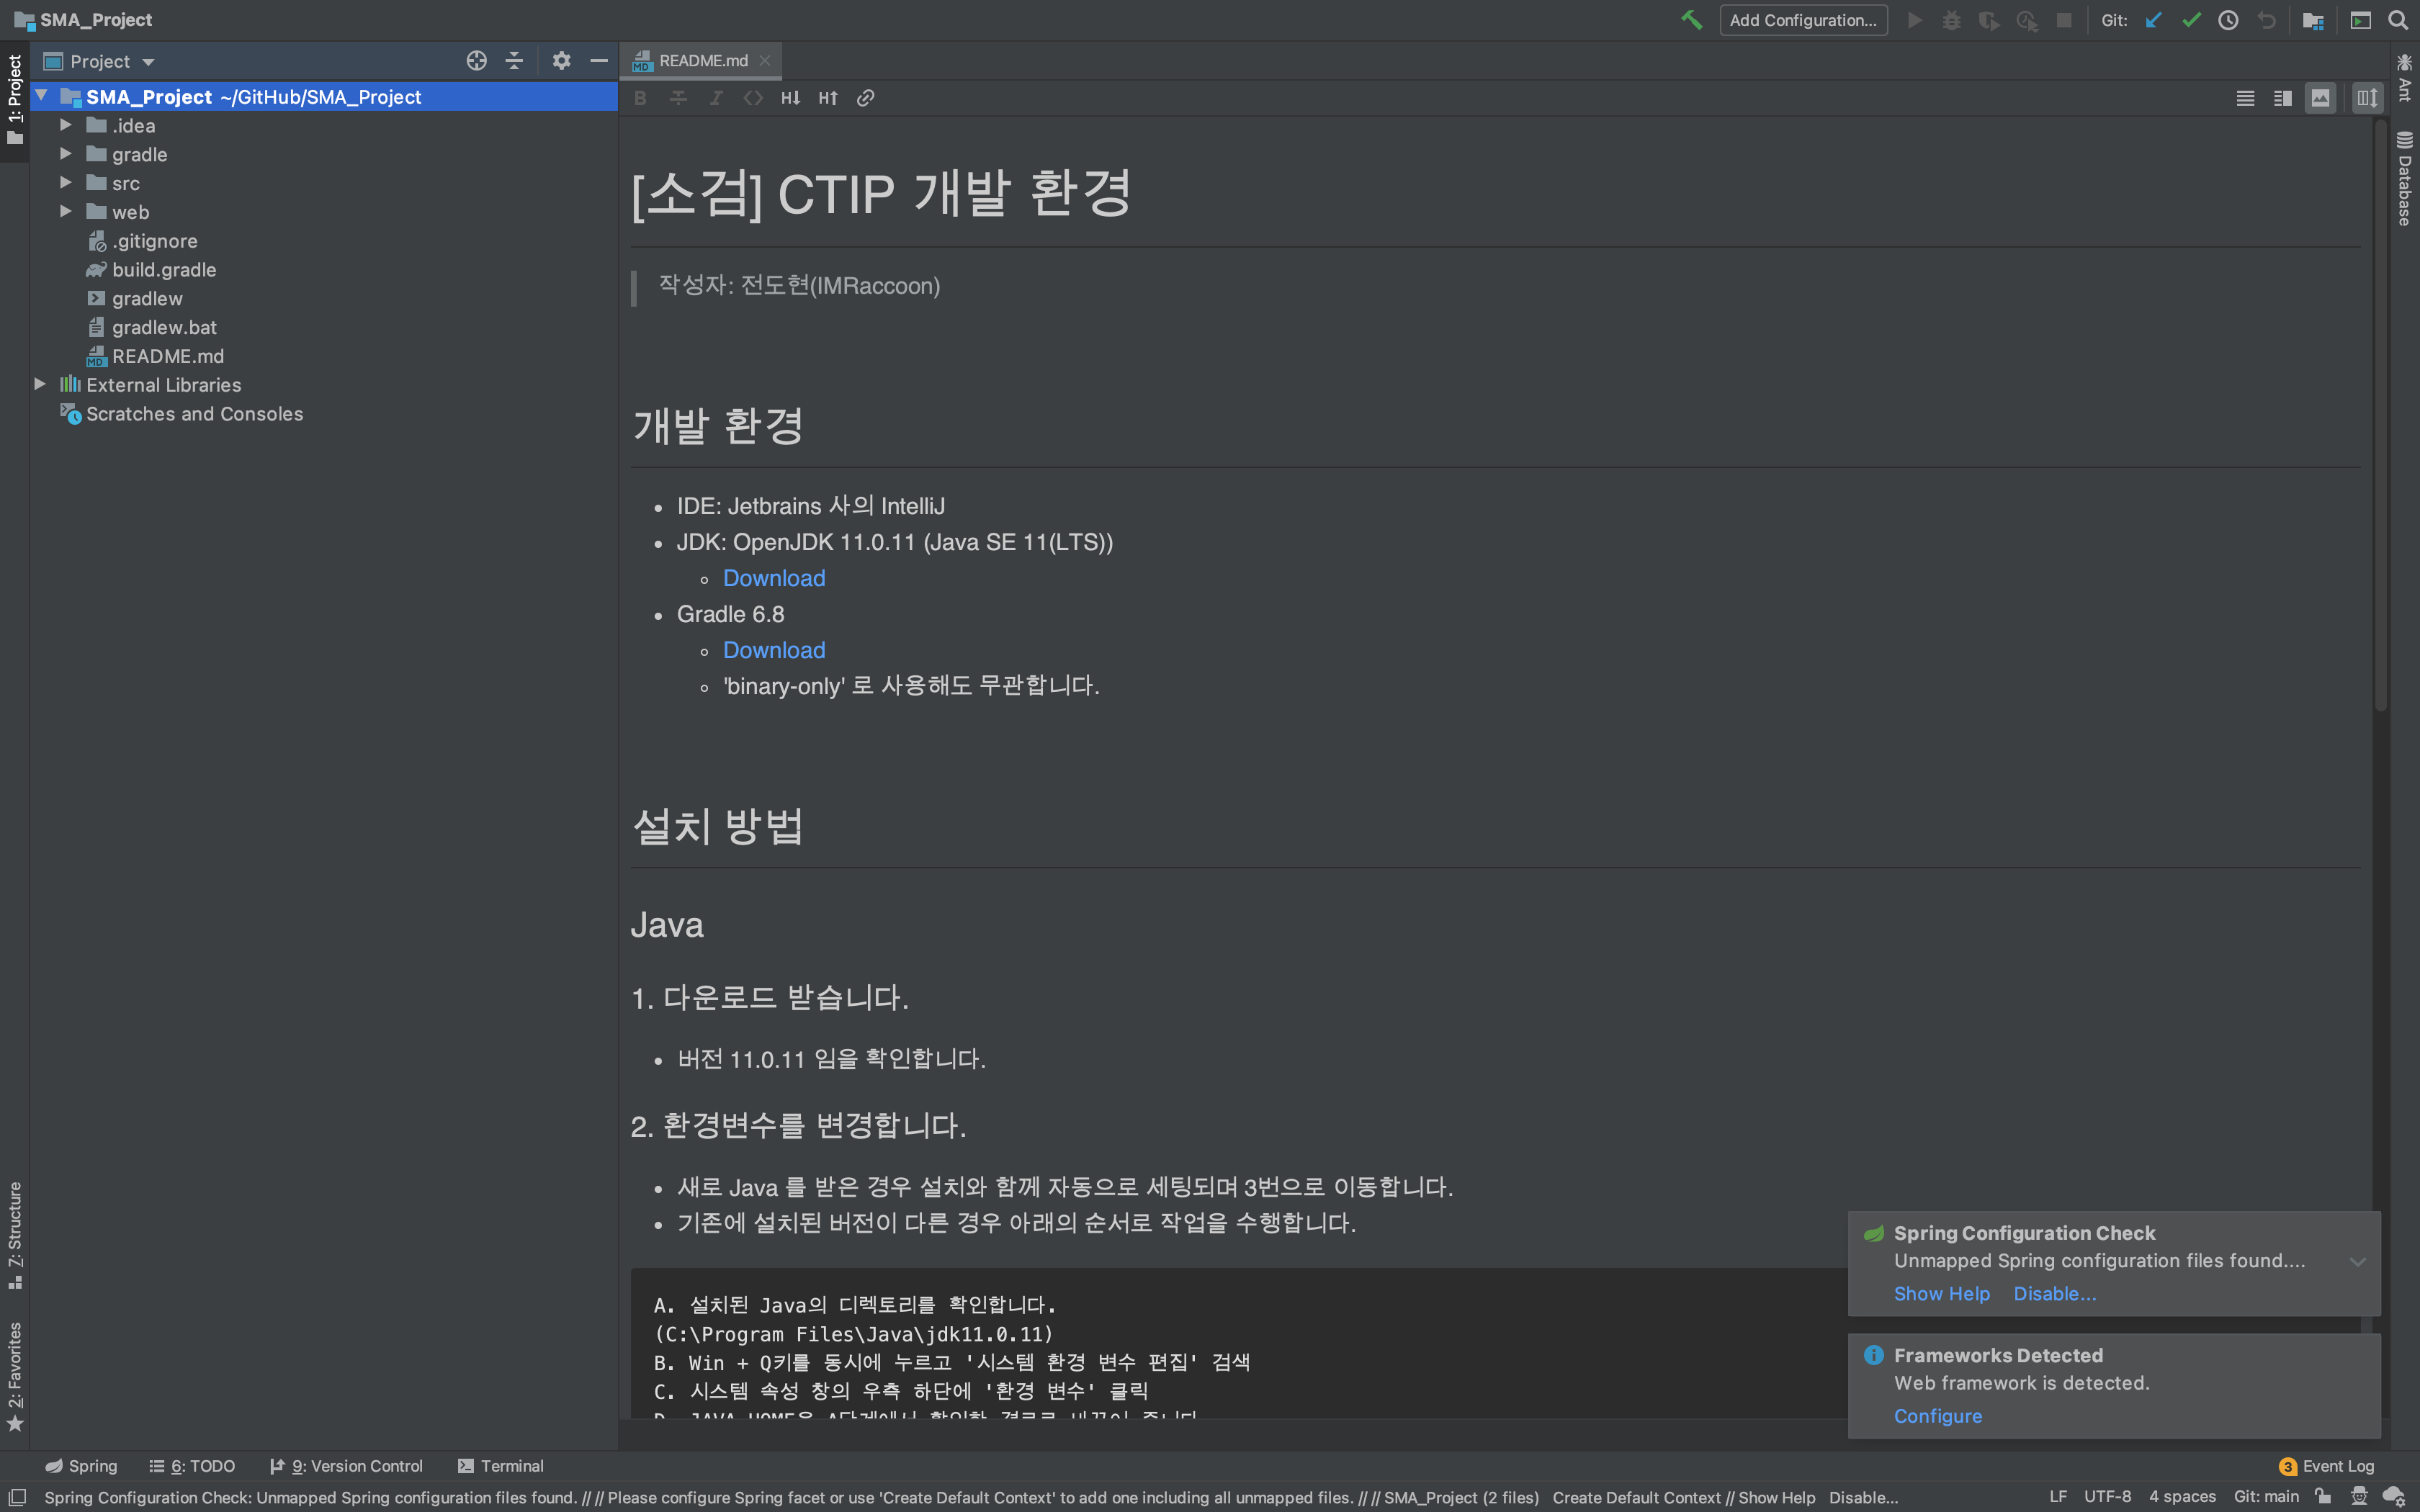 SMA_Project
Add Configuration...
Git:
1: Project
Project
README.md
Ant
SMA_Project ~/GitHub/SMA_Project
.idea
gradle
src
web
.gitignore
build.gradle
gradlew
gradlew.bat
README.md
External Libraries
Scratches and Consoles
Database
[소검] CTIP 개발 환경
작성자: 전도현(IMRaccoon)
개발 환경
IDE: Jetbrains 사의 IntelliJ
JDK: OpenJDK 11.0.11 (Java SE 11(LTS))
Download
Gradle 6.8
Download
'binary-only' 로 사용해도 무관합니다.
설치 방법
Java
1. 다운로드 받습니다.
버전 11.0.11 임을 확인합니다.
2. 환경변수를 변경합니다.
새로 Java 를 받은 경우 설치와 함께 자동으로 세팅되며 3번으로 이동합니다.
기존에 설치된 버전이 다른 경우 아래의 순서로 작업을 수행합니다.
A. 설치된 Java의 디렉토리를 확인합니다.
(C:\Program Files\Java\jdk11.0.11)
B. Win + Q키를 동시에 누르고 '시스템 환경 변수 편집' 검색
C. 시스템 속성 창의 우측 하단에 '환경 변수' 클릭
7: Structure
2: Favorites
Spring Configuration Check
Unmapped Spring configuration files found....
Show Help Disable...
Frameworks Detected
Web framework is detected.
Configure
Spring
6: TODO
9: Version Control
Terminal
3 Event Log
Spring Configuration Check: Unmapped Spring configuration files found. // // Please configure Spring facet or use 'Create Default Context' to add one including all unmapped files. // // SMA_Project (2 files) Create Default Context // Show Help Disable...
LF UTF-8 4 spaces Git: main